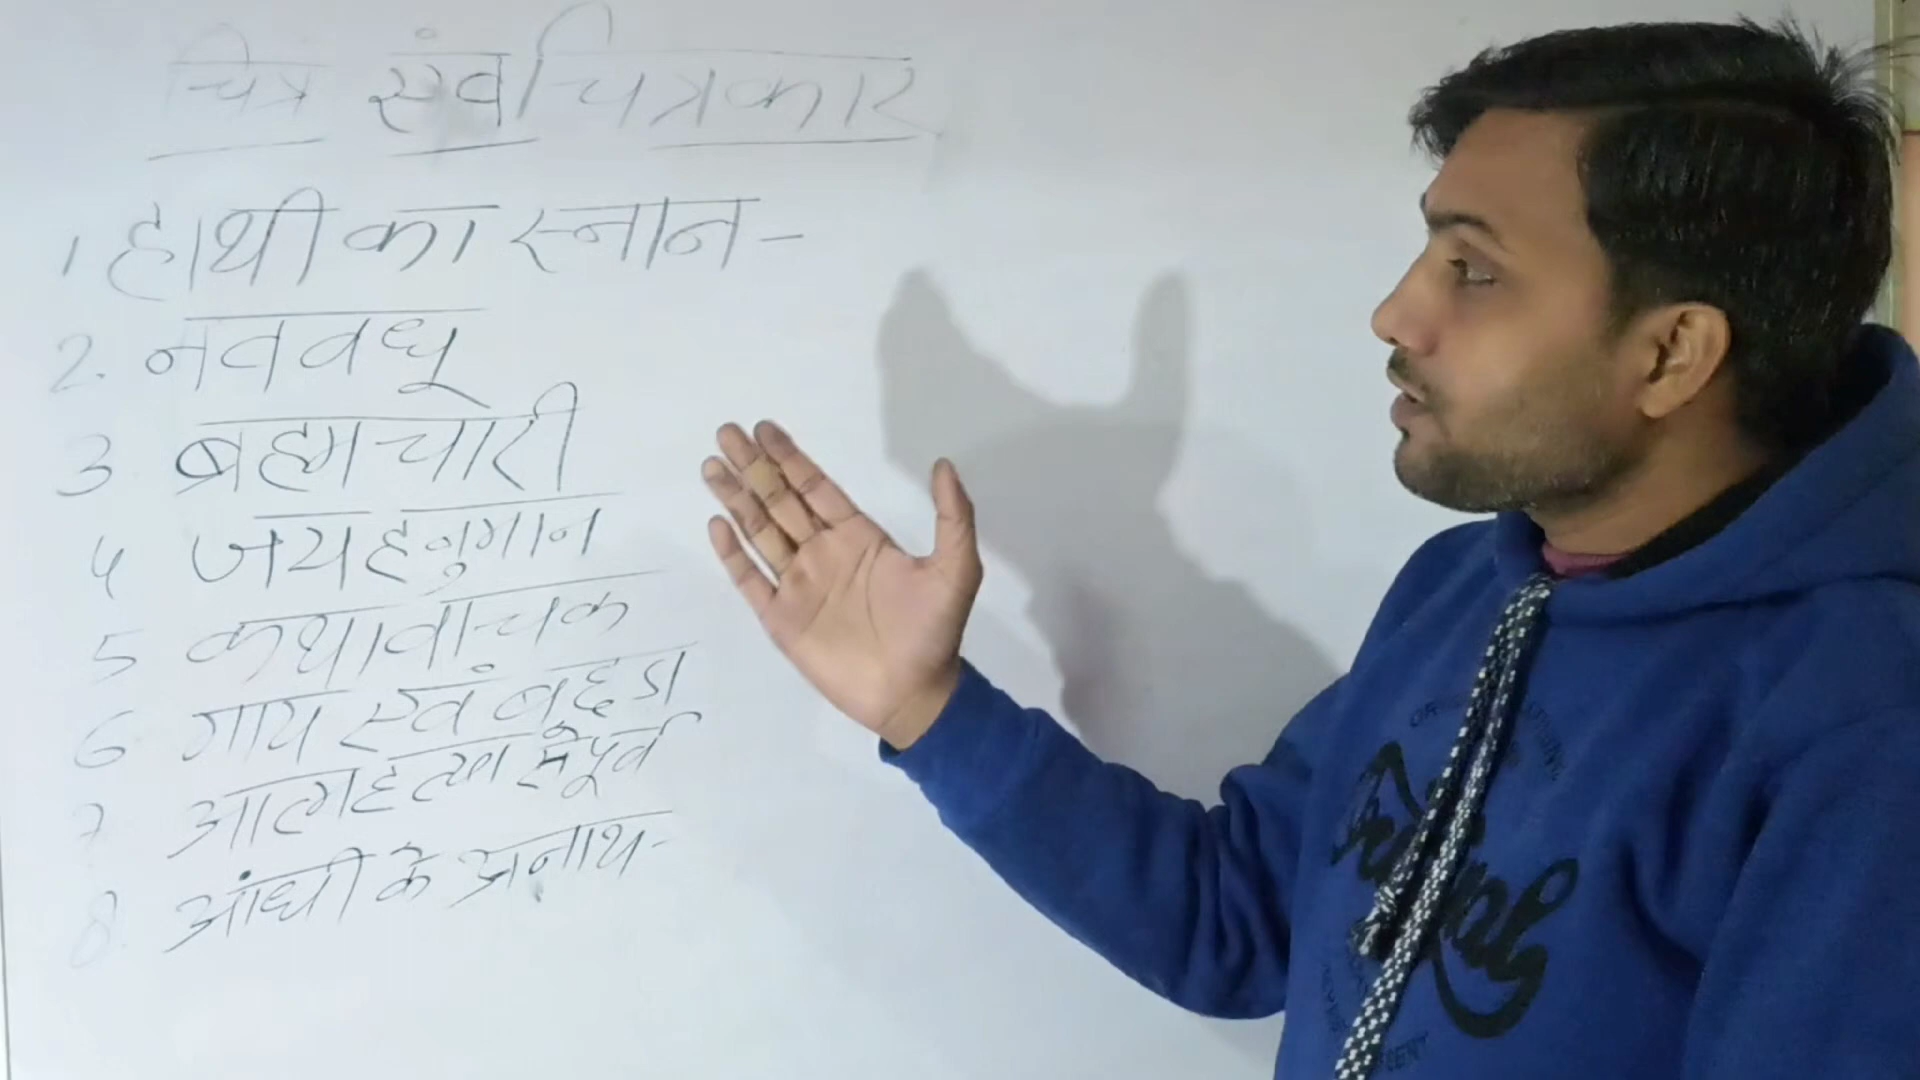 चित्र एंव चित्रकार
1 हाथी का स्नान -
2. नववधू
3 ब्रह्मचारी
4 जय हनुमान
5 कथावाचक
6 गाय एवं बछडा
7 आत्महत्या से पूर्व
8. आंधी के अनाथ -